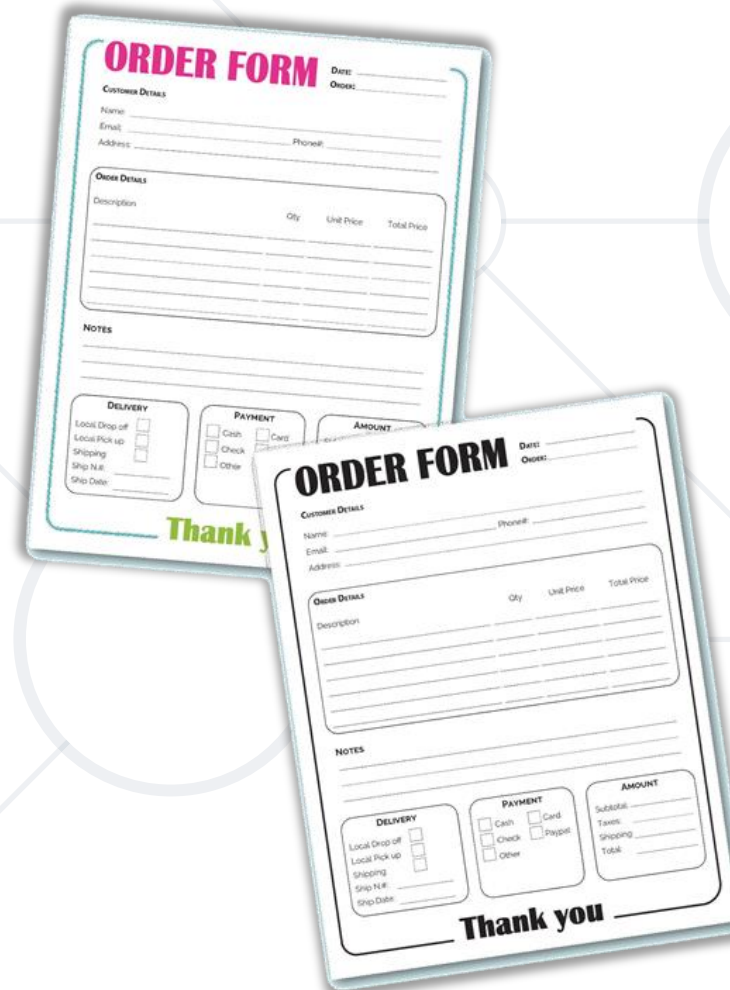 ORDER FORM
DATE:
ORDER:
CUSTOMER DETAILS
Name:
Email: Phone#:
Address:
ORDER DETAILS
Description Qty Unit Price Total Price
NOTES
DELIVERY
Local Drop off
Local Pick up
Shipping
Ship N.#:
Ship Date:
PAYMENT
Cash Card
Check
Other
AMOUNT
Thank y
ORDER FORM
DATE:
ORDER:
CUSTOMER DETAILS
Name:
Email: Phone#:
Address:
ORDER DETAILS
Description Qty Unit Price Total Price
NOTES
DELIVERY
Local Drop off
Local Pick up
Shipping
Ship N.#:
Ship Date:
PAYMENT
Cash Card
Check Paypal
Other
AMOUNT
Subtotal:
Taxes:
Shipping:
Total:
Thank you